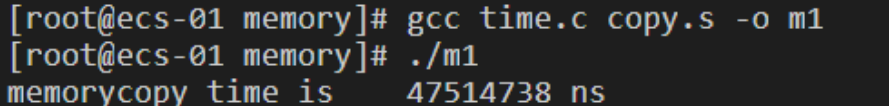 [root@ecs-01 memory]# gcc time.c copy.s -o m1
[root@ecs-01 memory]# ./m1
memorycopy time is    47514738 ns